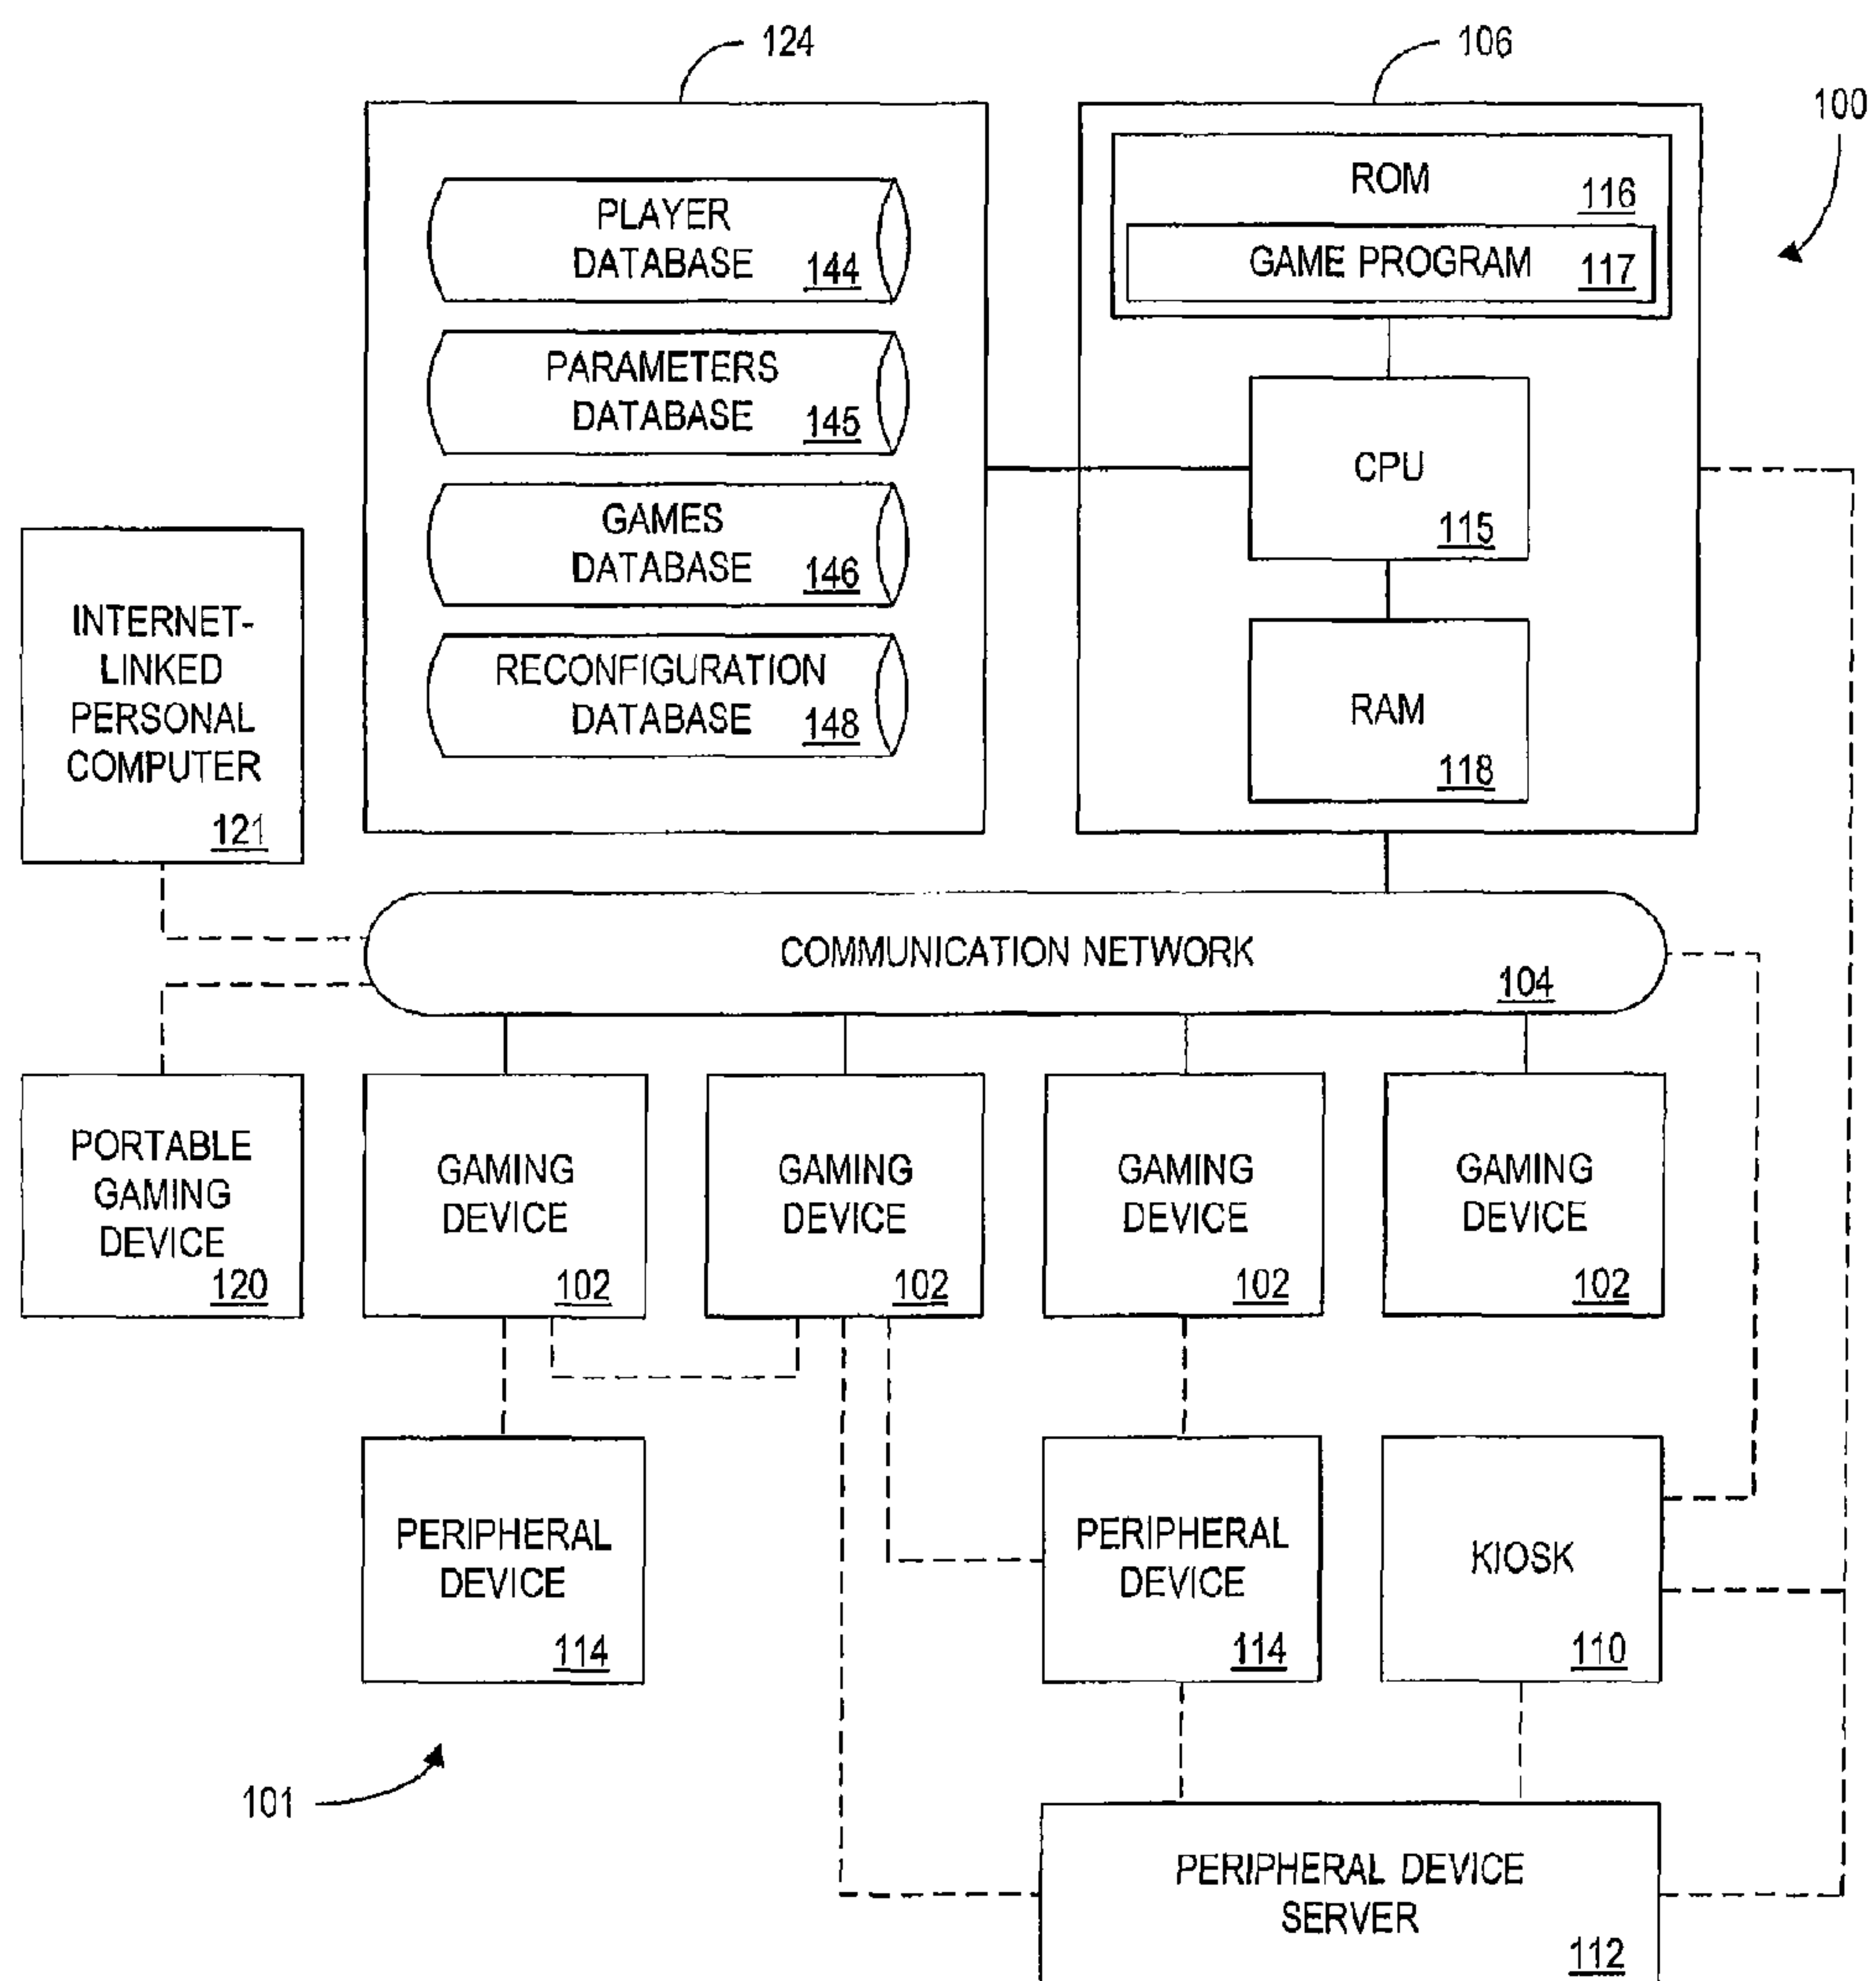 124
106
100
PLAYER
DATABASE 144
PARAMETERS
DATABASE 145
GAMES
DATABASE 146
RECONFIGURATION
DATABASE 148
ROM
116
GAME PROGRAM 117
CPU
115
RAM
118
INTERNET-
LINKED
PERSONAL
COMPUTER
121
COMMUNICATION NETWORK
104
PORTABLE
GAMING
DEVICE
120
GAMING
DEVICE
102
GAMING
DEVICE
102
GAMING
DEVICE
102
GAMING
DEVICE
102
PERIPHERAL
DEVICE
114
PERIPHERAL
DEVICE
114
KIOSK
110
101
PERIPHERAL DEVICE
SERVER
112